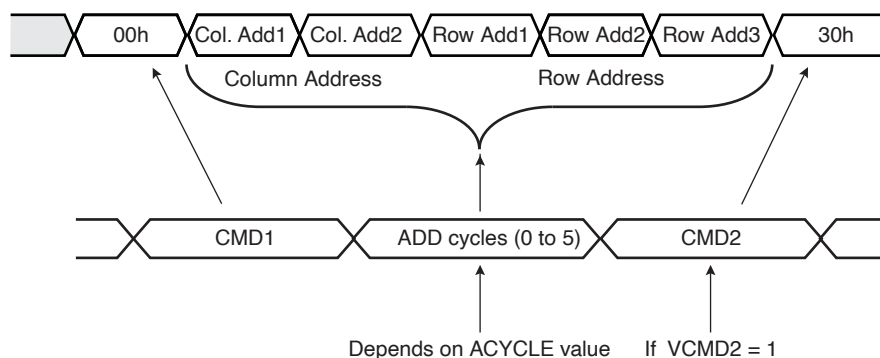 00h Col. Add1 Col. Add2 Row Add1 Row Add2 Row Add3 30h
Column Address Row Address
CMD1 ADD cycles (0 to 5) CMD2
Depends on ACYCLE value If VCMD2 = 1